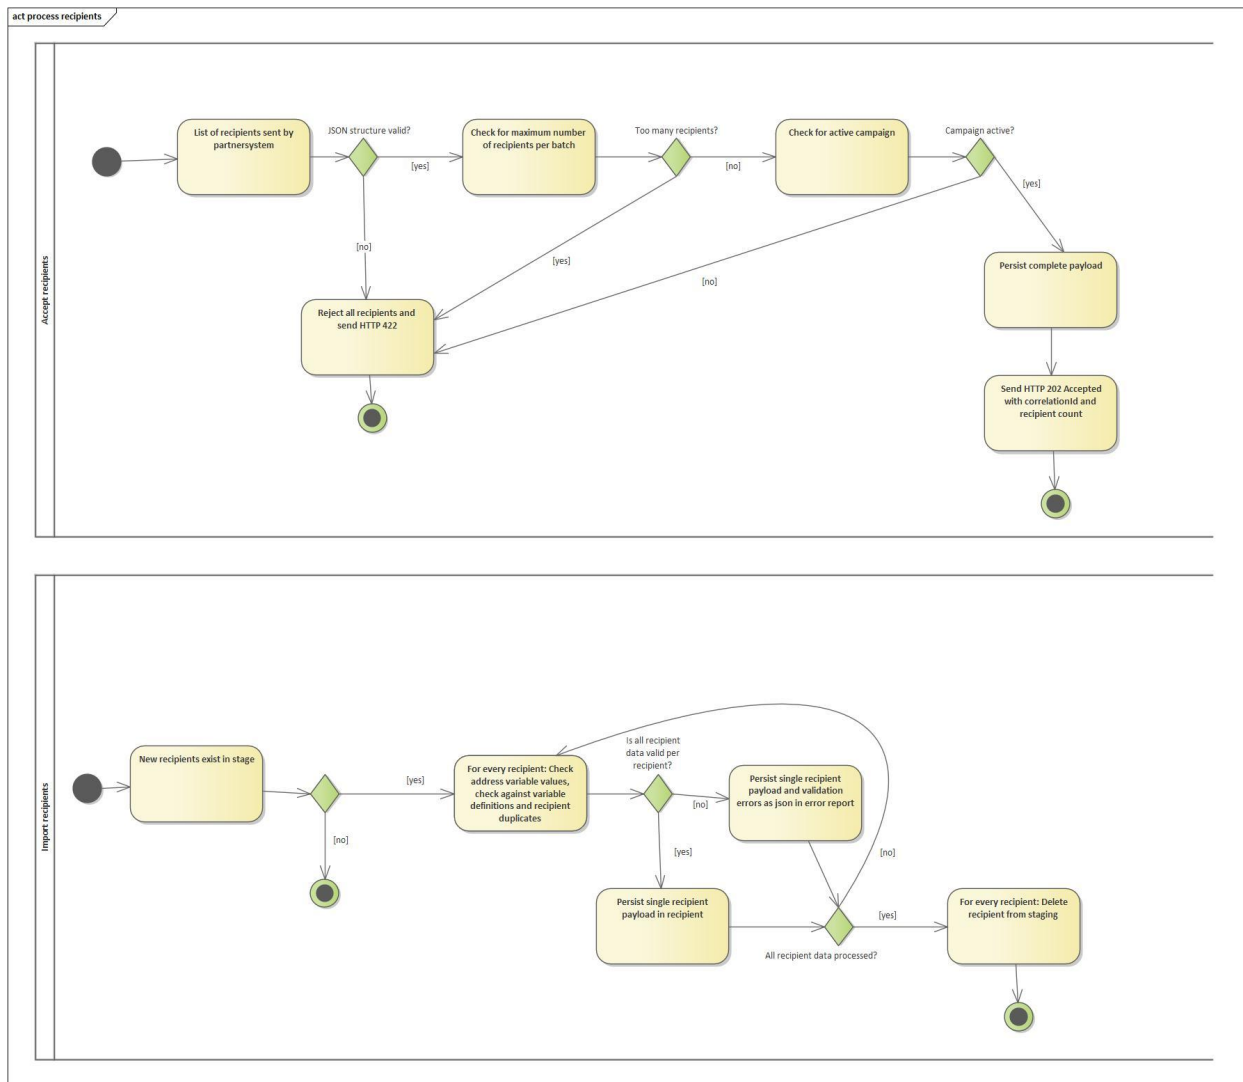 act process recipients
Accept recipients
List of recipients sent by
partnersystem
JSON structure valid?
[yes]
[no]
Check for maximum number
of recipients per batch
Too many recipients?
[no]
[yes]
Check for active campaign
Campaign active?
[yes]
[no]
Reject all recipients and
send HTTP 422
Persist complete payload
Send HTTP 202 Accepted
with correlationId and
recipient count
Import recipients
New recipients exist in stage
[yes]
[no]
For every recipient: Check
address variable values,
check against variable
definitions and recipient
duplicates
Is all recipient
data valid per
recipient?
[no]
[yes]
Persist single recipient
payload and validation
errors as json in error report
[no]
Persist single recipient
payload in recipient
All recipient data processed?
[yes]
For every recipient: Delete
recipient from staging